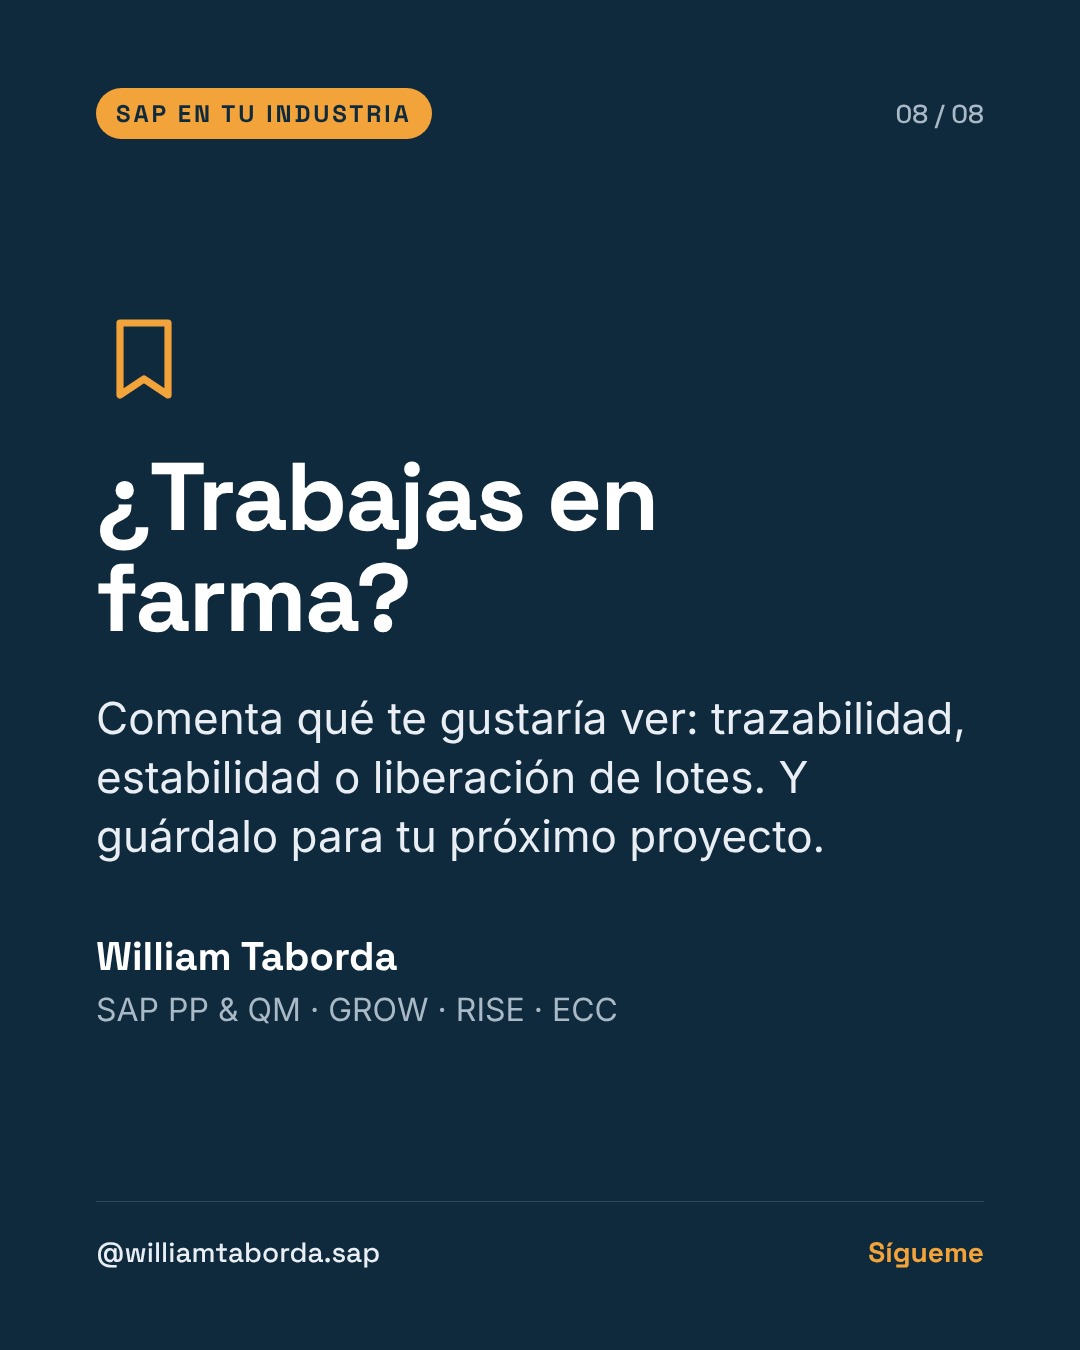 SAP EN TU INDUSTRIA
08 / 08
¿Trabajas en
farma?
Comenta qué te gustaría ver: trazabilidad,
estabilidad o liberación de lotes. Y
guárdalo para tu próximo proyecto.
William Taborda
SAP PP & QM · GROW · RISE · ECC
@williamtaborda.sap
Sígueme